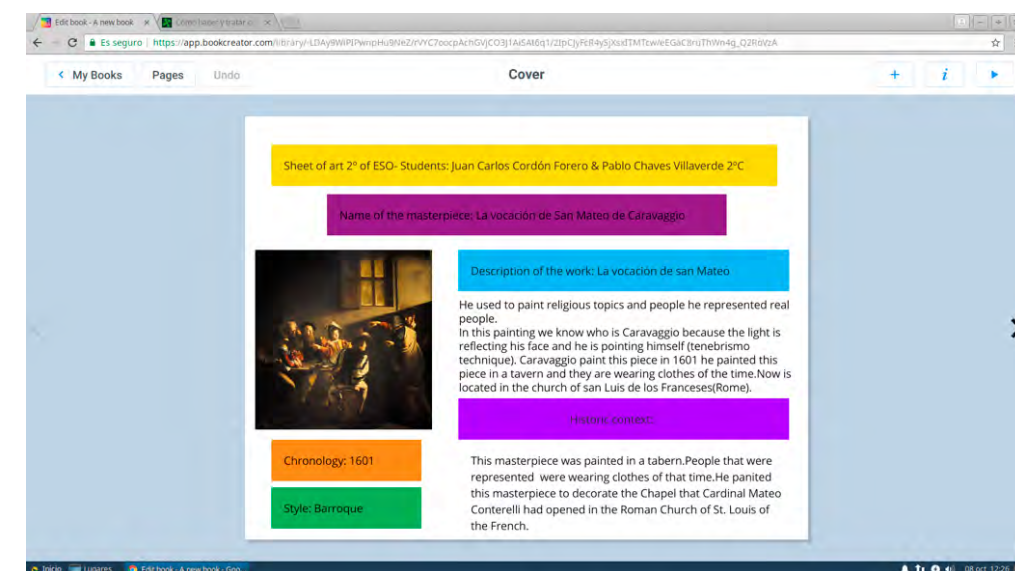 Edit book - A new book
Cómo hacer y tratar
Es seguro
https://app.bookcreator.com
My Books
Pages
Undo
Cover
Sheet of art 2º of ESO- Students: Juan Carlos Cordón Forero & Pablo Chaves Villaverde 2ºC
Name of the masterpiece: La vocación de San Mateo de Caravaggio
Description of the work: La vocación de san Mateo
He used to paint religious topics and people he represented real
people.
In this painting we know who is Caravaggio because the light is
reflecting his face and he is pointing himself (tenebrismo
technique). Caravaggio paint this piece in 1601 he painted this
piece in a tavern and they are wearing clothes of the time.Now is
located in the church of san Luis de los Franceses(Rome).
Historic context:
Chronology: 1601
Style: Barroque
This masterpiece was painted in a tabern.People that were
represented were wearing clothes of that time.He panited
this masterpiece to decorate the Chapel that Cardinal Mateo
Conterelli had opened in the Roman Church of St. Louis of
the French.
Inicio
Lugares
Edit book - A new book - Goo
08 oct, 12:26